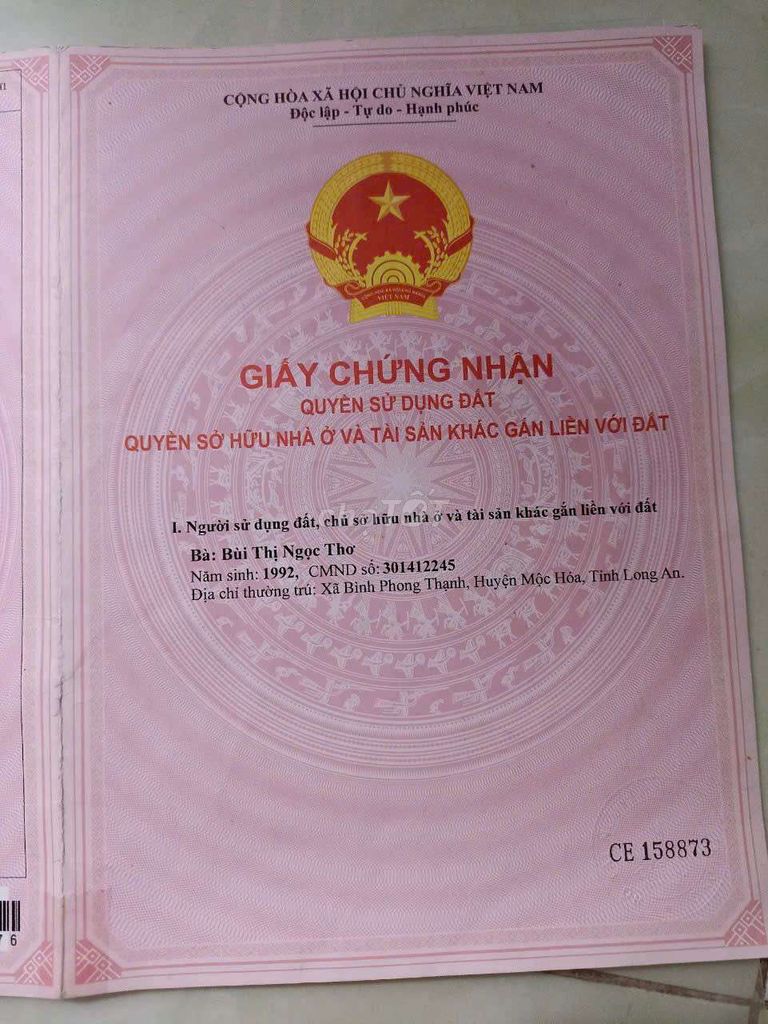 CỘNG HÒA XÃ HỘI CHỦ NGHĨA VIỆT NAM
Độc lập - Tự do - Hạnh phúc
VIỆT NAM
GIẤY CHỨNG NHẬN
QUYỀN SỬ DỤNG ĐẤT
QUYỀN SỞ HỮU NHÀ Ở VÀ TÀI SẢN KHÁC GẮN LIỀN VỚI ĐẤT
I. Người sử dụng đất, chủ sở hữu nhà ở và tài sản khác gắn liền với đất
Bà: Bùi Thị Ngọc Thơ
Năm sinh: 1992, CMND số: 301412245
Địa chỉ thường trú: Xã Bình Phong Thạnh, Huyện Mộc Hóa, Tỉnh Long An.
CE 158873